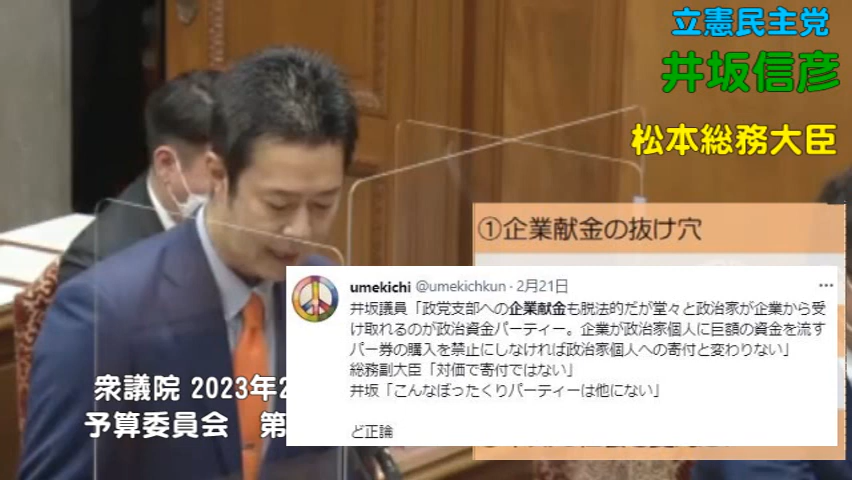 立憲民主党
井坂信彦
松本総務大臣
①企業献金の抜け穴
umekichi @umekichkun · 2月21日
井坂議員「政党支部への企業献金も脱法的だが堂々と政治家が企業から受
け取れるのが政治資金パーティー。企業が政治家個人に巨額の資金を流す
パー券の購入を禁止にしなければ政治家個人への寄付と変わりない」
総務副大臣「対価で寄付ではない」
井坂「こんなぼったくりパーティーは他にない」
ど正論
衆議院 2023年2
予算委員会 第